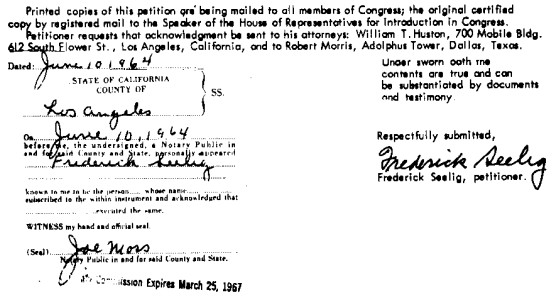 Printed copies of this petition are being mailed to all members of Congress; the original certified
copy by registered mail to the Speaker of the House of Representatives for Introduction in Congress.
Petitioner requests that acknowledgment be sent to his attorneys: William T. Huston, 700 Mobile Bldg.
612 South Flower St., Los Angeles, California, and to Robert Morris, Adolphus Tower, Dallas, Texas.
Dated: June 10, 1964
STATE OF CALIFORNIA
COUNTY OF
SS.
Los Angeles
On June 10, 1964
before me, the undersigned, a Notary Public in
and for said County and State, personally appeared
Frederick Seelig
known to me to be the person whose name
subscribed to the within instrument and acknowledged that
executed the same.
WITNESS my hand and official seal.
(Seal) Joe Moss
Notary Public in and for said County and State.
Commission Expires March 25, 1967
Under sworn oath the
contents are true and can
be substantiated by documents
and testimony.
Respectfully submitted,
Frederick Seelig
Frederick Seelig, petitioner.